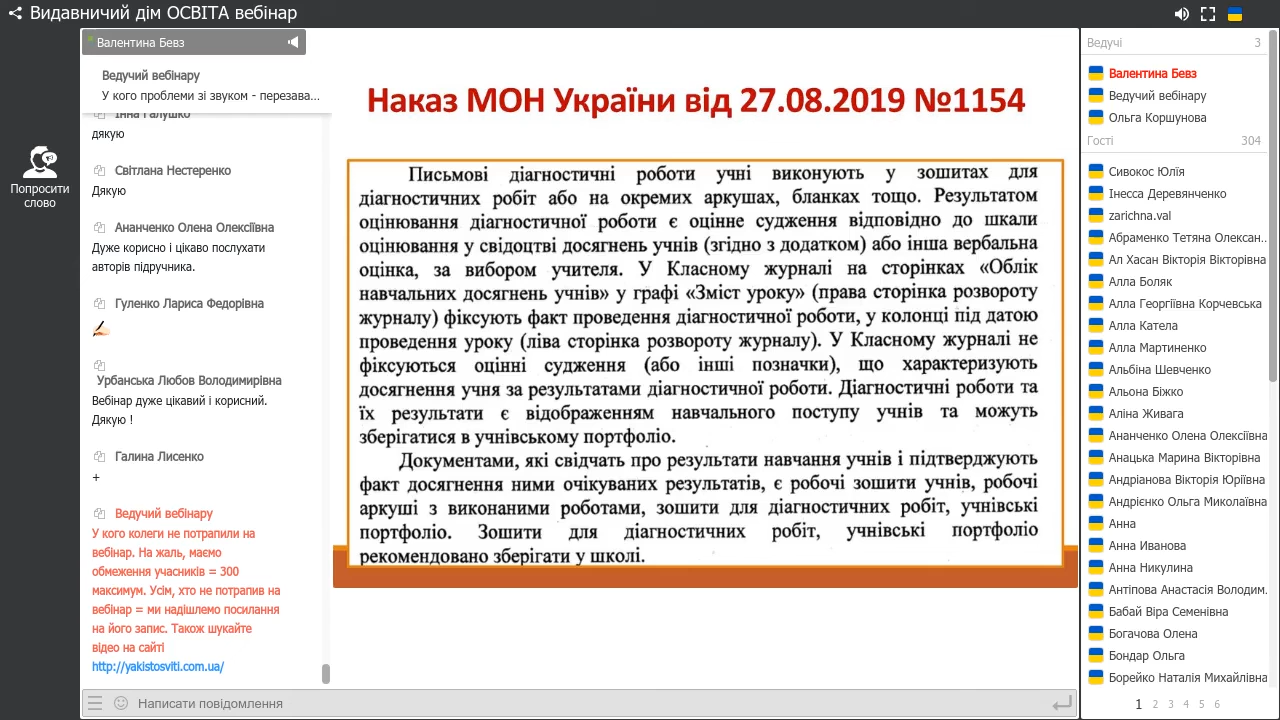 Видавничий дім ОСВІТА вебінар
Валентина Бевз
Ведучий вебінару
У кого проблеми зі звуком - перезава...
Інна Галушко
дякую
Світлана Нестеренко
Дякую
Ананченко Олена Олексіївна
Дуже корисно і цікаво послухати
авторів підручника.
Гуленко Лариса Федорівна
Урбанська Любов Володимирівна
Вебінар дуже цікавий і корисний.
Дякую !
Галина Лисенко
+
Ведучий вебінару
У кого колеги не потрапили на
вебінар. На жаль, маємо
обмеження учасників = 300
максимум. Усім, хто не потрапив на
вебінар = ми надішлемо посилання
на його запис. Також шукайте
відео на сайті
http://yakistosviti.com.ua/
Написати повідомлення
Попросити
слово
Наказ МОН України від 27.08.2019 №1154
Письмові діагностичні роботи учні виконують у зошитах для
діагностичних робіт або на окремих аркушах, бланках тощо. Результатом
оцінювання діагностичної роботи є оцінне судження відповідно до шкали
оцінювання у свідоцтві досягнень учнів (згідно з додатком) або інша вербальна
оцінка, за вибором учителя. У Класному журналі на сторінках «Облік
навчальних досягнень учнів» у графі «Зміст уроку» (права сторінка розвороту
журналу) фіксують факт проведення діагностичної роботи, у колонці під датою
проведення уроку (ліва сторінка розвороту журналу). У Класному журналі не
фіксуються оцінні судження (або інші позначки), що характеризують
досягнення учня за результатами діагностичної роботи. Діагностичні роботи та
їх результати є відображенням навчального поступу учнів та можуть
зберігатися в учнівському портфоліо.
Документами, які свідчать про результати навчання учнів і підтверджують
факт досягнення ними очікуваних результатів, є робочі зошити учнів, робочі
аркуші з виконаними роботами, зошити для діагностичних робіт, учнівські
портфоліо. Зошити для діагностичних робіт, учнівські портфоліо
рекомендовано зберігати у школі.
Ведучі 3
Валентина Бевз
Ведучий вебінару
Ольга Коршунова
Гості 304
Сивокос Юлія
Інесса Деревянченко
zarichna.val
Абраменко Тетяна Олексан..
Ал Хасан Вікторія Вікторівна
Алла Боляк
Алла Георгіївна Корчевська
Алла Катела
Алла Мартиненко
Альбіна Шевченко
Альона Біжко
Аліна Живага
Ананченко Олена Олексіївна
Анацька Марина Вікторівна
Андріанова Вікторія Юріївна
Андрієнко Ольга Миколаївна
Анна
Анна Иванова
Анна Никулина
Антіпова Анастасія Володим.
Бабай Віра Семенівна
Богачова Олена
Бондар Ольга
Борейко Наталія Михайлівна
1 2 3 4 5 6